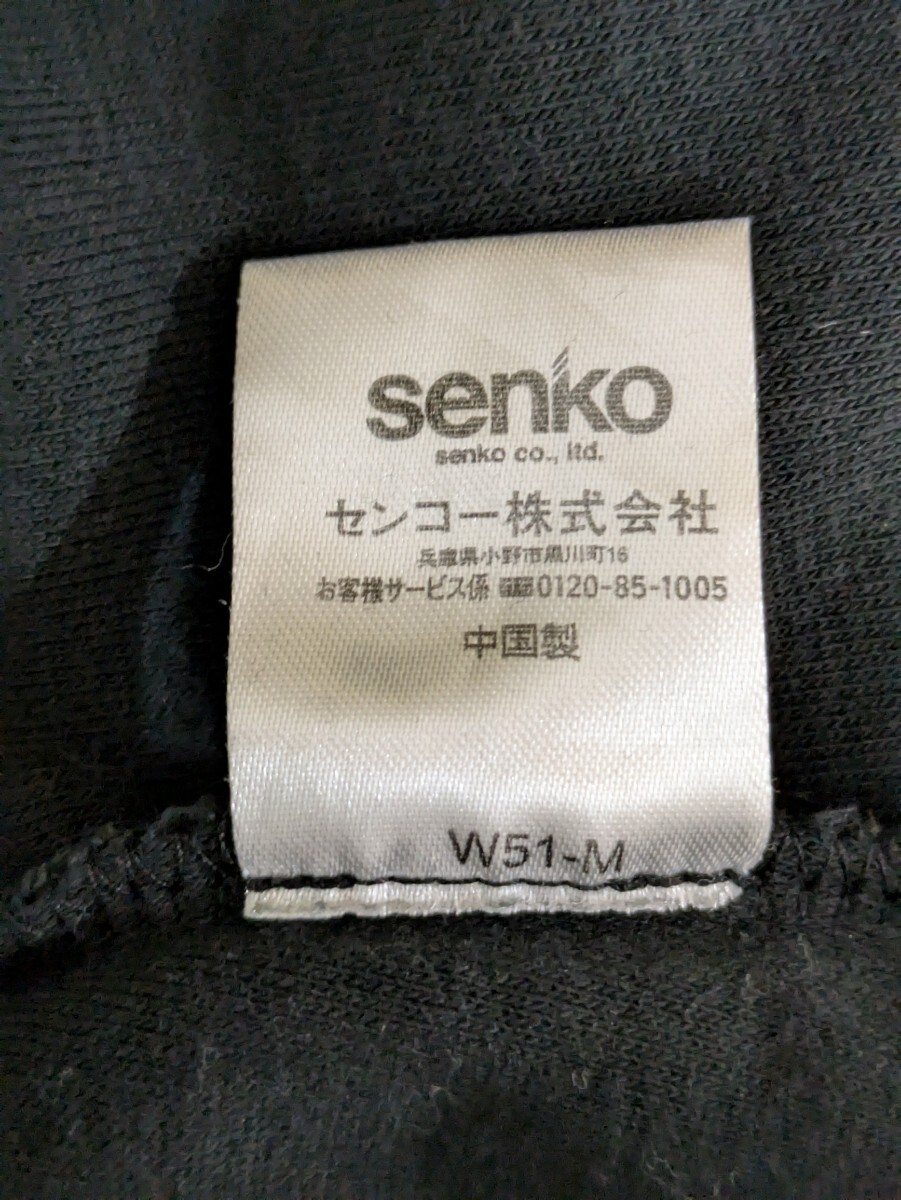 senko
senko co., ltd.
センコー株式会社
兵庫県小野市黒川町16
お客様サービス係 0120-85-1005
中国製
W51-M